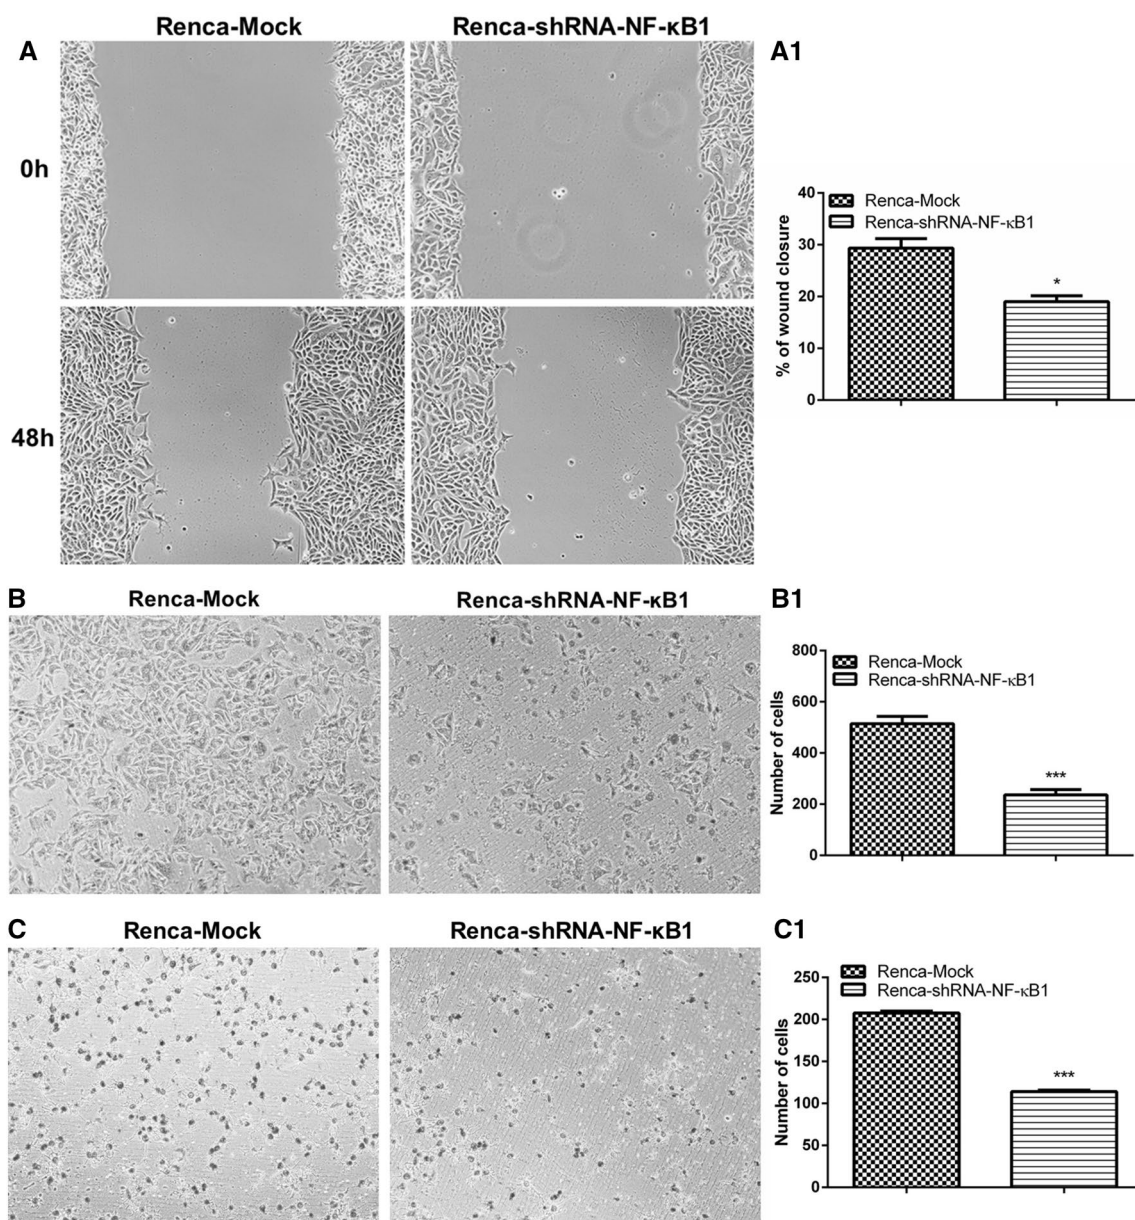 Renca-Mock Renca-shRNA-NF-κB1
A A1
0h
48h
40
30
20
10
0
% of wound closure
Renca-Mock
Renca-shRNA-NF-κB1
*
B Renca-Mock Renca-shRNA-NF-κB1 B1
800
600
400
200
0
Number of cells
Renca-Mock
Renca-shRNA-NF-κB1
***
C Renca-Mock Renca-shRNA-NF-κB1 C1
250
200
150
100
50
0
Number of cells
Renca-Mock
Renca-shRNA-NF-κB1
***